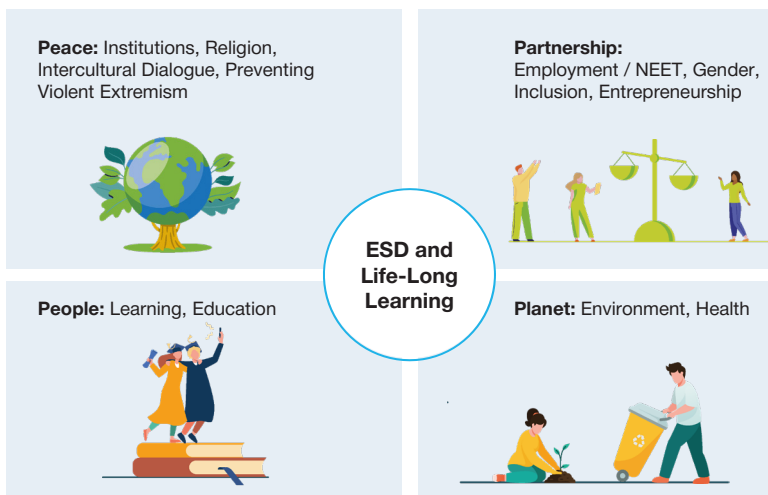 Peace: Institutions, Religion,
Intercultural Dialogue, Preventing
Violent Extremism
Partnership:
Employment / NEET, Gender,
Inclusion, Entrepreneurship
ESD and
Life-Long
Learning
People: Learning, Education
Planet: Environment, Health